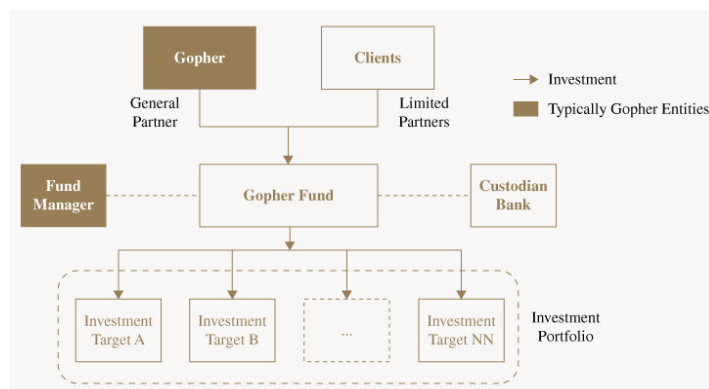 Gopher
Clients
Investment
Typically Gopher Entities
General
Partner
Limited
Partners
Fund
Manager
Gopher Fund
Custodian
Bank
Investment
Target A
Investment
Target B
...
Investment
Target NN
Investment
Portfolio